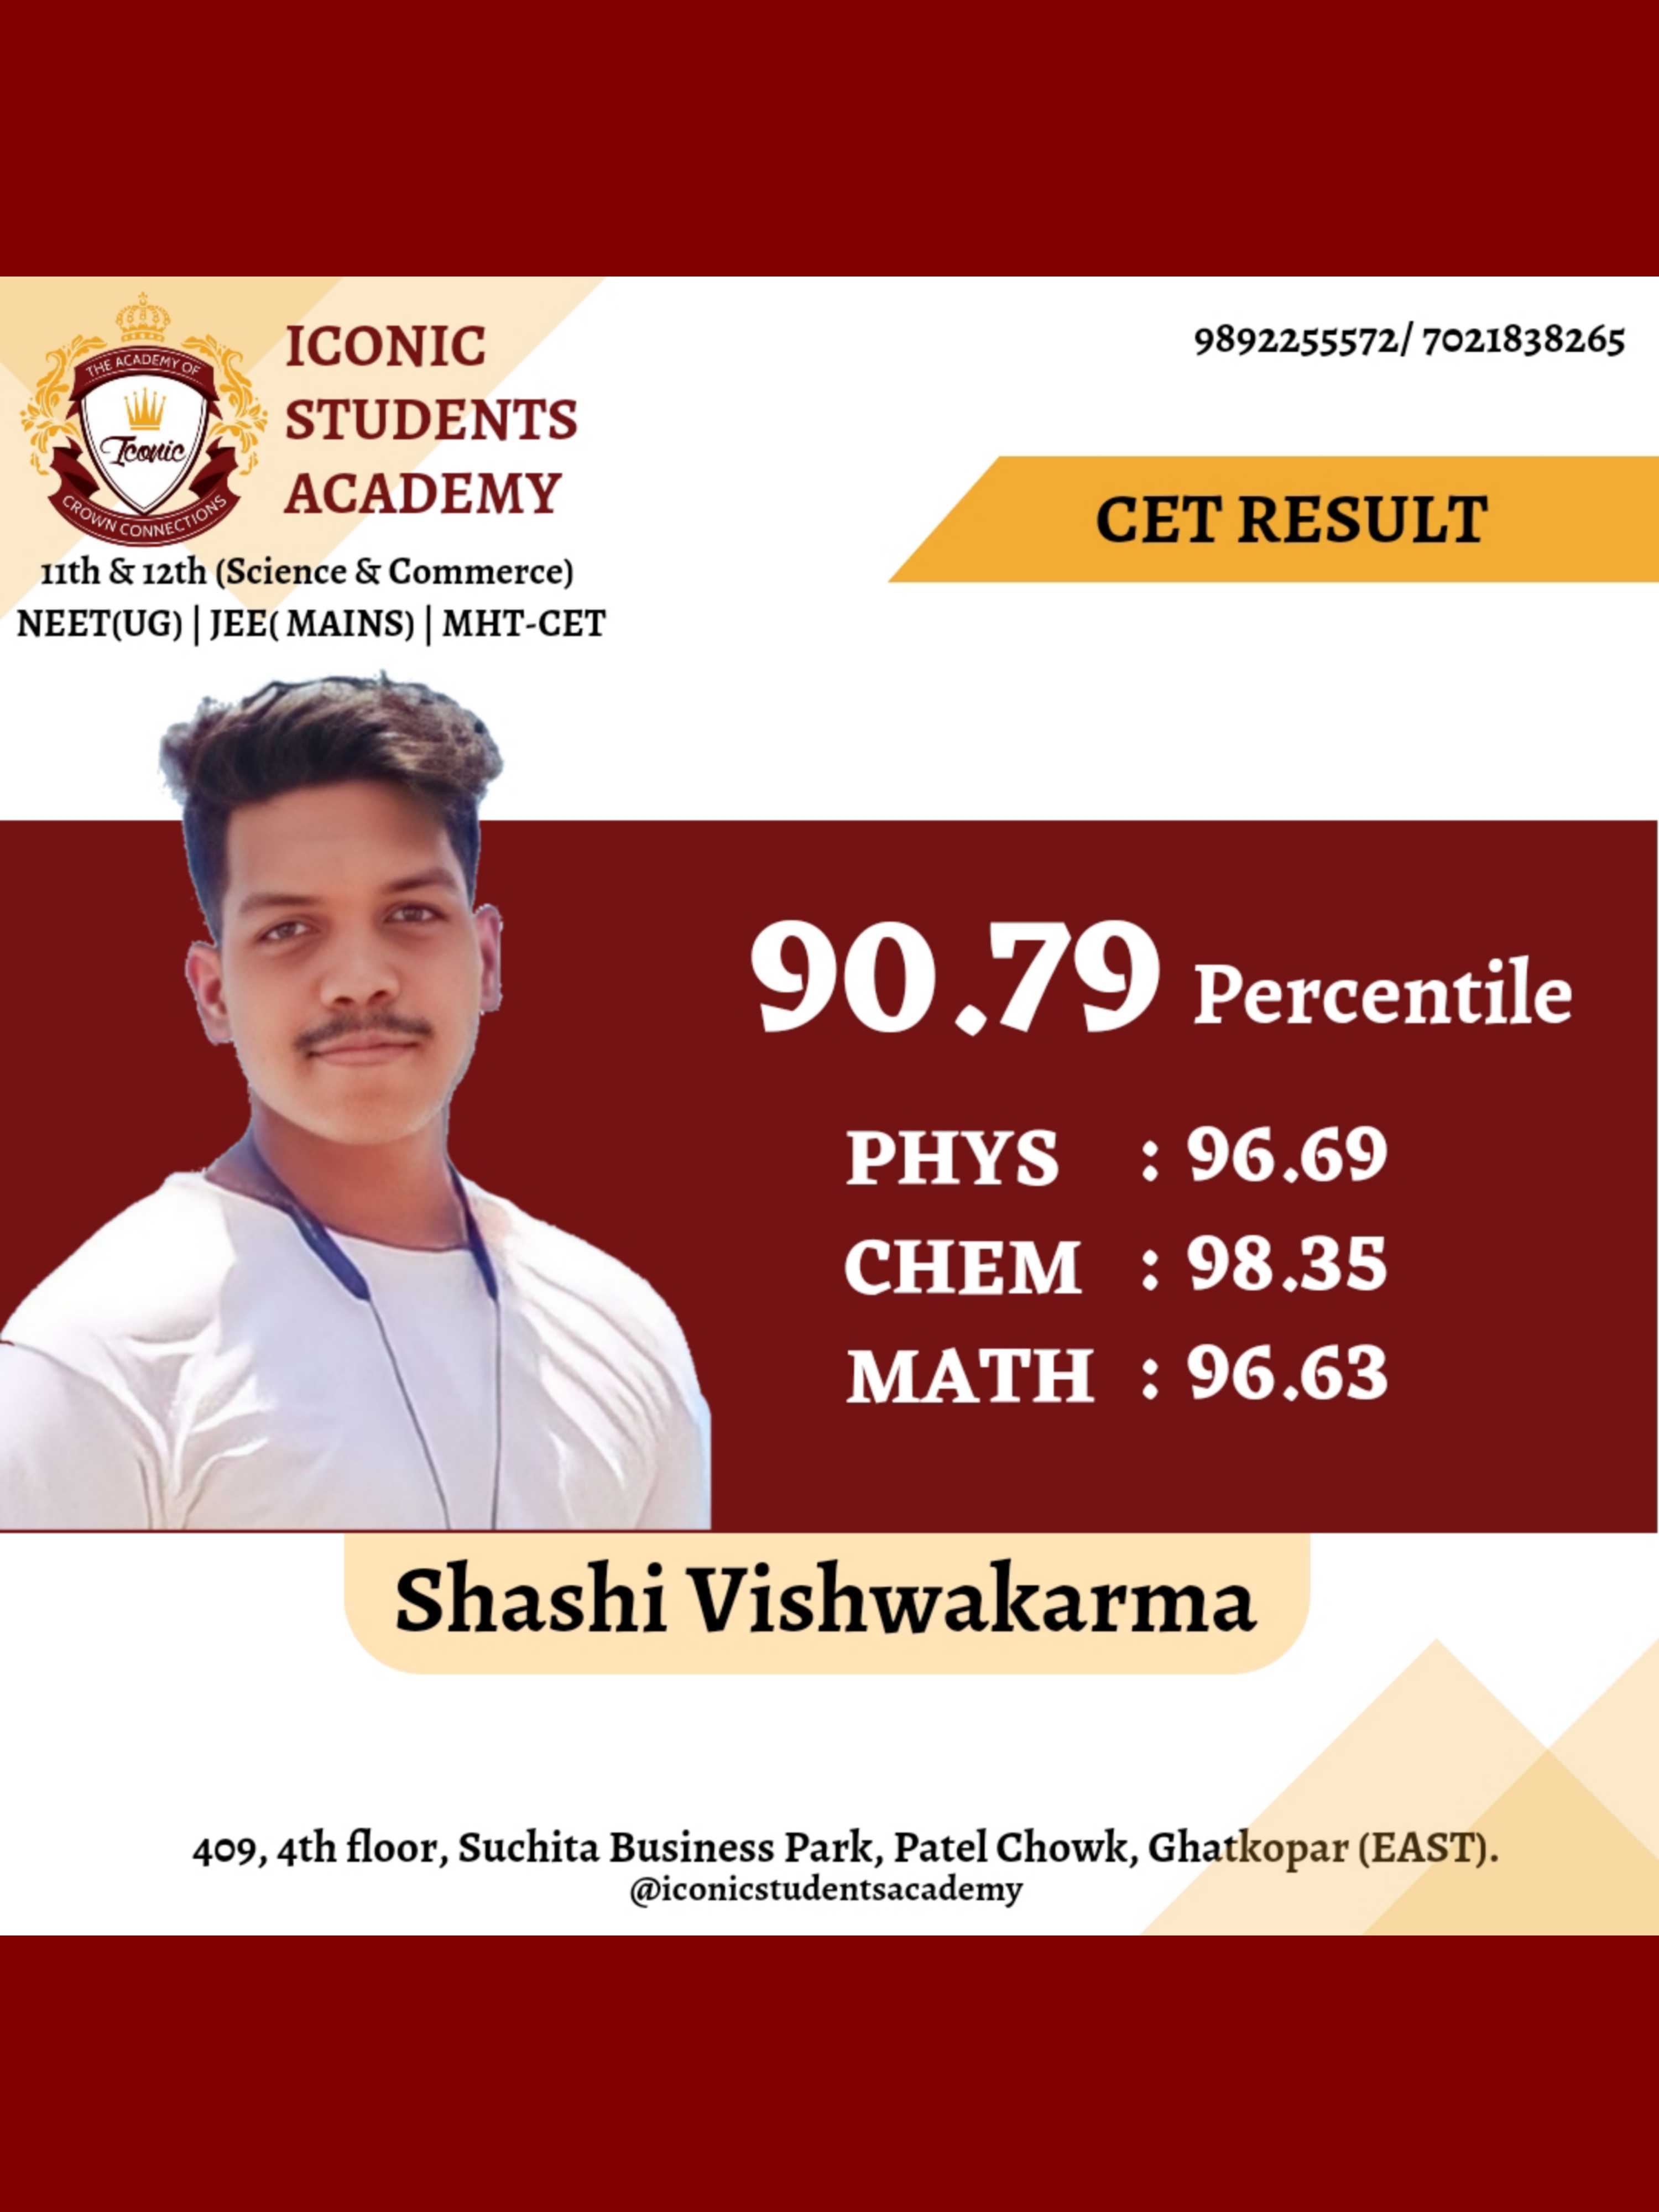 THE ACADEMY OF
Iconic
CROWN CONNECTIONS
ICONIC
STUDENTS
ACADEMY
11th & 12th (Science & Commerce)
NEET(UG) | JEE( MAINS) | MHT-CET
9892255572/ 7021838265
CET RESULT
90.79 Percentile
PHYS : 96.69
CHEM : 98.35
MATH : 96.63
Shashi Vishwakarma
409, 4th floor, Suchita Business Park, Patel Chowk, Ghatkopar (EAST).
@iconicstudentsacademy